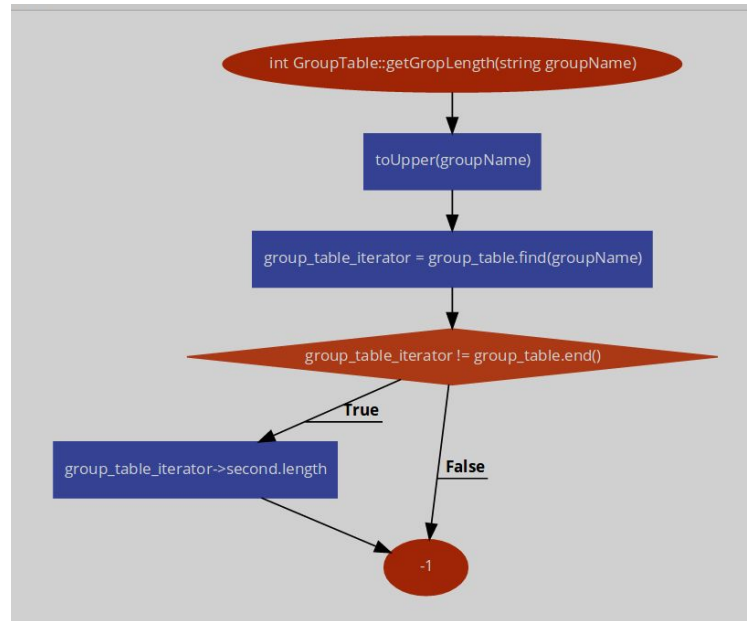 int GroupTable::getGropLength(string groupName)
toUpper(groupName)
group_table_iterator = group_table.find(groupName)
group_table_iterator != group_table.end()
True
group_table_iterator->second.length
False
-1